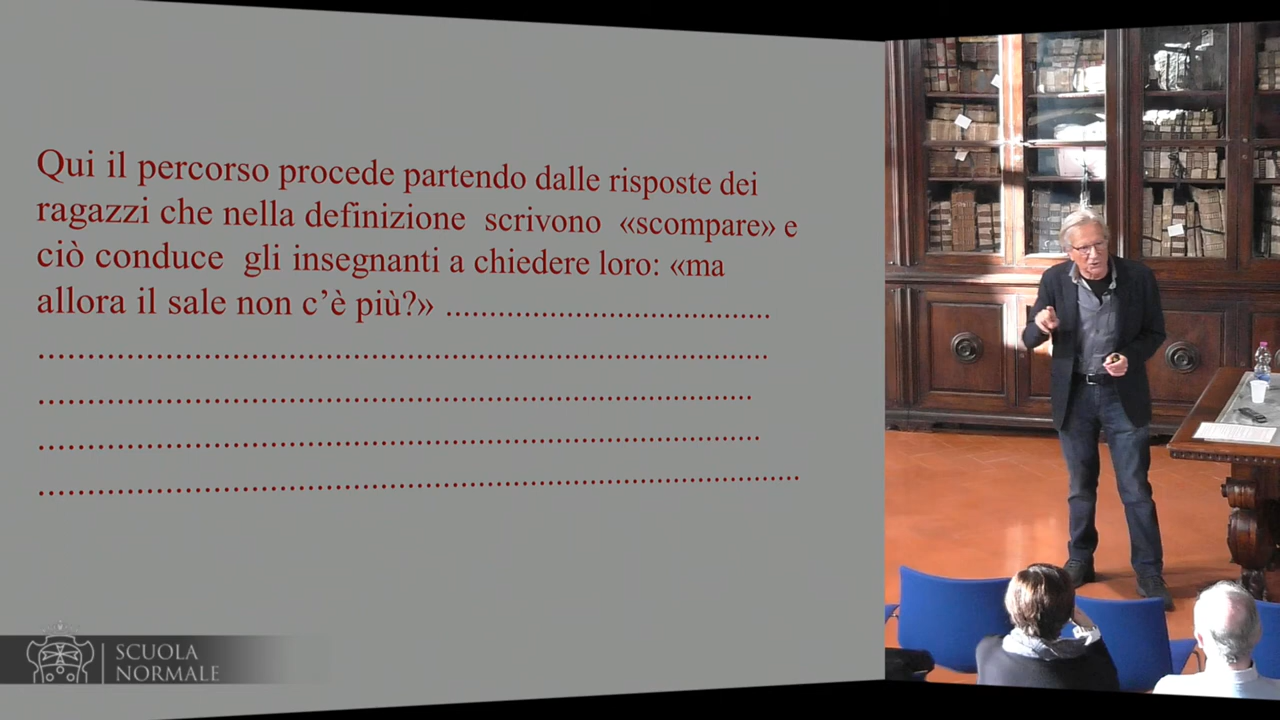 Qui il percorso procede partendo dalle risposte dei
ragazzi che nella definizione scrivono «scompare» e
ciò conduce gli insegnanti a chiedere loro: «ma
allora il sale non c'è più?» .....................................
....................................................................................
..................................................................................
...................................................................................
........................................................................................
SCUOLA
NORMALE